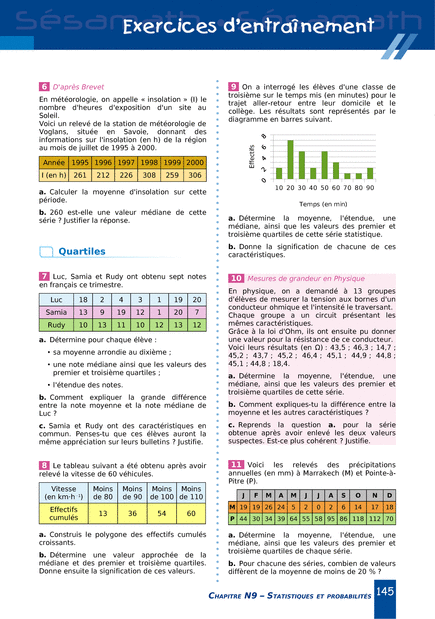 Sésamath
Exercices d'entraînement
6 D'après Brevet
En météorologie, on appelle « insolation » (I) le
nombre d'heures d'exposition d'un site au
Soleil.
Voici un relevé de la station de météorologie de
Voglans, située en Savoie, donnant des
informations sur l'insolation (en h) de la région
au mois de juillet de 1995 à 2000.
Année 1995 1996 1997 1998 1999 2000
I (en h) 261 212 226 308 259 306
a. Calculer la moyenne d'insolation sur cette
période.
b. 260 est-elle une valeur médiane de cette
série ? Justifier la réponse.
Quartiles
7 Luc, Samia et Rudy ont obtenu sept notes
en français ce trimestre.
Luc 18 2 4 3 1 19 20
Samia 13 9 19 12 1 20 7
Rudy 10 13 11 10 12 13 12
a. Détermine pour chaque élève :
• sa moyenne arrondie au dixième ;
• une note médiane ainsi que les valeurs des
premier et troisième quartiles ;
• l'étendue des notes.
b. Comment expliquer la grande différence
entre la note moyenne et la note médiane de
Luc ?
c. Samia et Rudy ont des caractéristiques en
commun. Penses-tu que ces élèves auront la
même appréciation sur leurs bulletins ? Justifie.
8 Le tableau suivant a été obtenu après avoir
relevé la vitesse de 60 véhicules.
Vitesse (en km·h⁻¹) Moins de 80 Moins de 90 Moins de 100 Moins de 110
Effectifs cumulés 13 36 54 60
a. Construis le polygone des effectifs cumulés
croissants.
b. Détermine une valeur approchée de la
médiane et des premier et troisième quartiles.
Donne ensuite la signification de ces valeurs.
9 On a interrogé les élèves d'une classe de
troisième sur le temps mis (en minutes) pour le
trajet aller-retour entre leur domicile et le
collège. Les résultats sont représentés par le
diagramme en barres suivant.
Effectifs
8
6
4
2
0
10 20 30 40 50 60 70 80 90
Temps (en min)
a. Détermine la moyenne, l'étendue, une
médiane, ainsi que les valeurs des premier et
troisième quartiles de cette série statistique.
b. Donne la signification de chacune de ces
caractéristiques.
10 Mesures de grandeur en Physique
En physique, on a demandé à 13 groupes
d'élèves de mesurer la tension aux bornes d'un
conducteur ohmique et l'intensité le traversant.
Chaque groupe a un circuit présentant les
mêmes caractéristiques.
Grâce à la loi d'Ohm, ils ont ensuite pu donner
une valeur pour la résistance de ce conducteur.
Voici leurs résultats (en Ω) : 43,5 ; 46,3 ; 14,7 ;
45,2 ; 43,7 ; 45,2 ; 46,4 ; 45,1 ; 44,9 ; 44,8 ;
45,1 ; 44,8 ; 18,4.
a. Détermine la moyenne, l'étendue, une
médiane, ainsi que les valeurs des premier et
troisième quartiles de cette série.
b. Comment expliques-tu la différence entre la
moyenne et les autres caractéristiques ?
c. Reprends la question a. pour la série
obtenue après avoir enlevé les deux valeurs
suspectes. Est-ce plus cohérent ? Justifie.
11 Voici les relevés des précipitations
annuelles (en mm) à Marrakech (M) et Pointe-à-
Pitre (P).
J F M A M J J A S O N D
M 19 19 26 24 5 2 0 2 6 14 17 18
P 44 30 34 39 64 55 58 95 86 118 112 70
a. Détermine la moyenne, l'étendue, une
médiane, ainsi que les valeurs des premier et
troisième quartiles de chaque série.
b. Pour chacune des séries, combien de valeurs
diffèrent de la moyenne de moins de 20 % ?
Chapitre N9 – Statistiques et probabilités 145